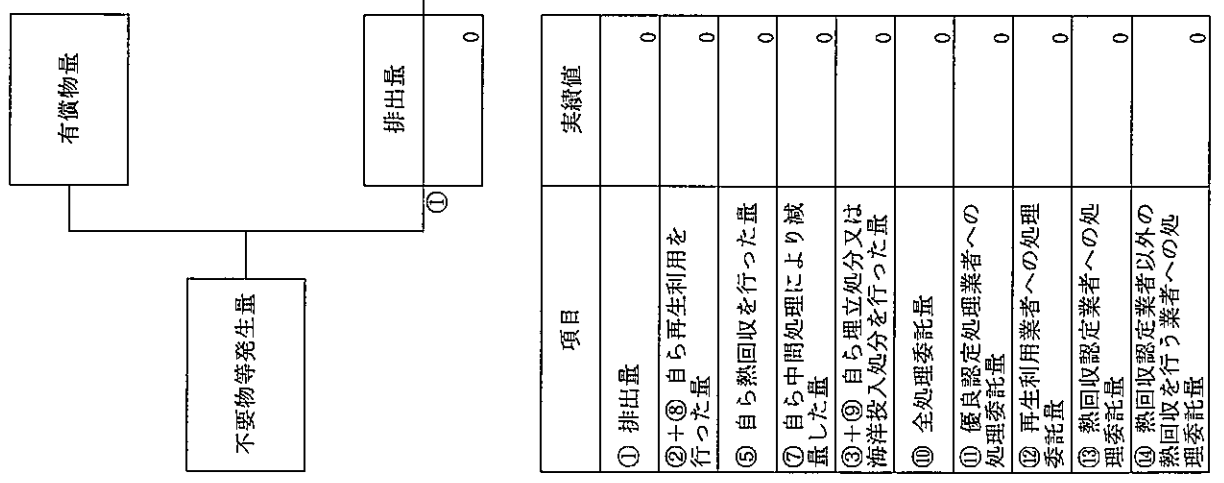 不要物等発生量
有償物量
①
排出量
0
項目
実績値
① 排出量
0
②+⑧ 自ら再生利用を
行った量
0
⑤ 自ら熱回収を行った量
0
⑦ 自ら中間処理により減
量した量
0
③+⑨ 自ら埋立処分又は
海洋投入処分を行った量
0
⑩ 全処理委託量
0
⑪ 優良認定処理業者への
処理委託量
0
⑫ 再生利用業者への処理
委託量
0
⑬ 熱回収認定業者への処
理委託量
0
⑭ 熱回収認定業者以外の
熱回収を行う業者への処
理委託量
0